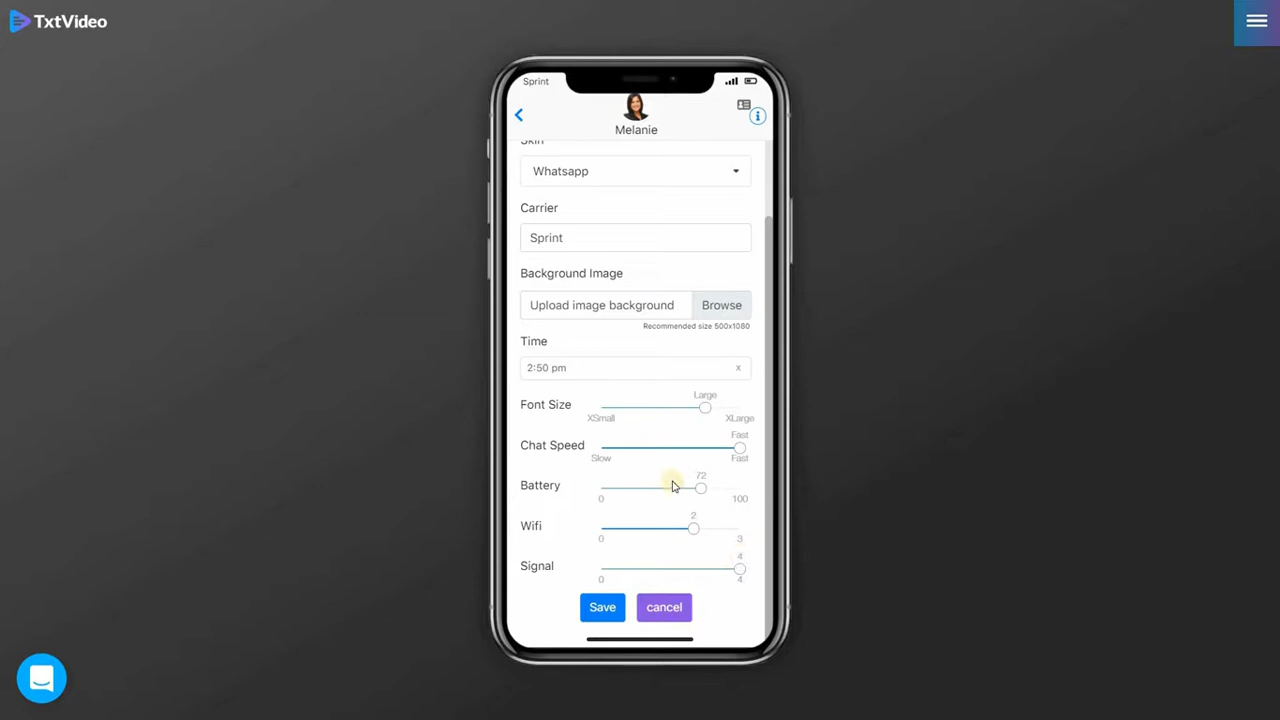 TxtVideo
Sprint
Melanie
Skin
Whatsapp
Carrier
Sprint
Background Image
Upload image background Browse
Recommended size 500x1080
Time
2:50 pm x
Large
Font Size
XSmall XLarge
Fast
Chat Speed
Slow Fast
72
Battery
0 100
2
Wifi
0 3
4
Signal
0 4
Save cancel